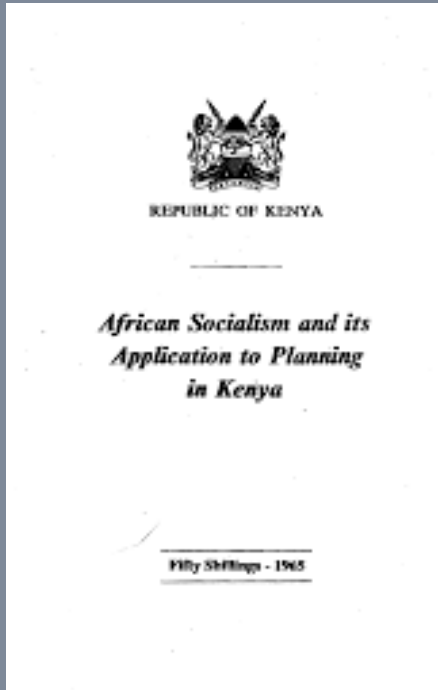 REPUBLIC OF KENYA
African Socialism and its
Application to Planning
in Kenya
Fifty Shillings - 1965